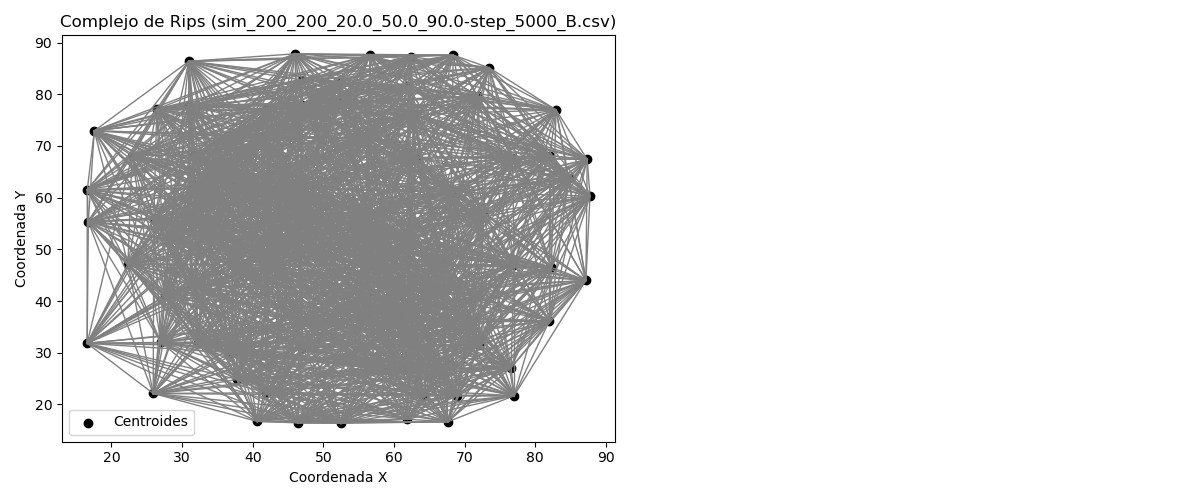 Complejo de Rips (sim_200_200_20.0_50.0_90.0-step_5000_B.csv)
90
80
70
60
50
40
30
20
Coordenada Y
Centroides
20 30 40 50 60 70 80 90
Coordenada X